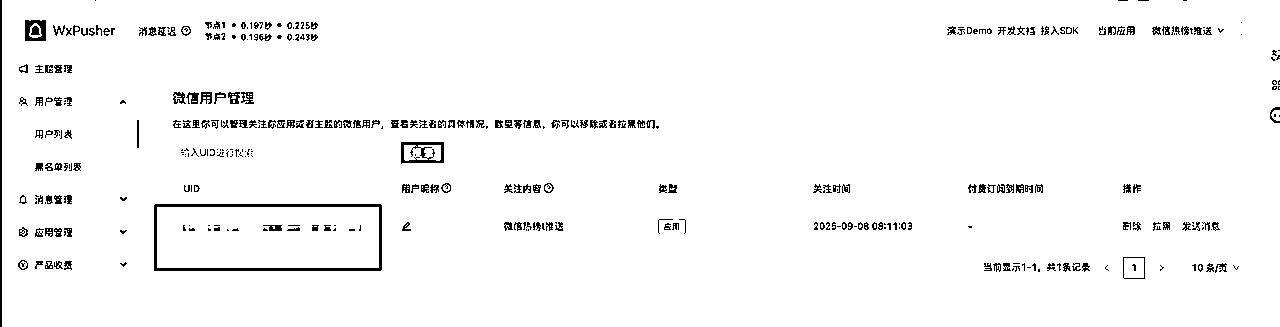 WxPusher 消息延迟 节点1 • 0.197秒 • 0.225秒
节点2 • 0.196秒 • 0.243秒
演示Demo 开发文档 接入SDK 当前应用 微信热榜t推送
主题管理
用户管理
用户列表
黑名单列表
消息管理
应用管理
产品收费
微信用户管理
在这里你可以管理关注你应用或者主题的微信用户，查看关注者的具体情况，数量等信息，你可以移除或者拉黑他们。
输入UID进行搜索
UID 用户昵称 关注内容 类型 关注时间 付费订阅到期时间 操作
微信热榜t推送 应用 2025-09-08 08:11:03 - 删除 拉黑 发送消息
当前显示1-1，共1条记录 < 1 > 10 条/页